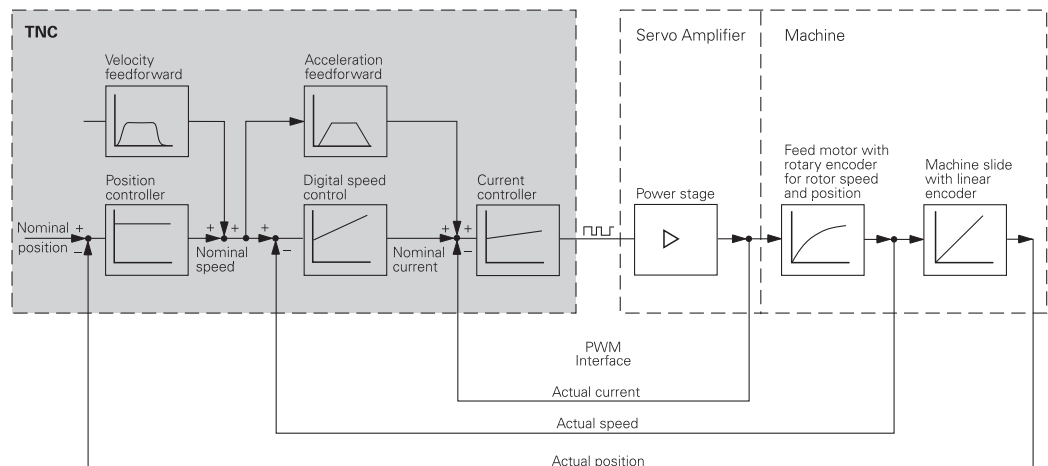 TNC
Servo Amplifier
Machine
Velocity
feedforward
Acceleration
feedforward
Position
controller
Digital speed
control
Current
controller
Power stage
Feed motor with
rotary encoder
for rotor speed
and position
Machine slide
with linear
encoder
Nominal
position
+
–
+
+
Nominal
speed
+
–
Nominal
current
+
+
–
PWM
Interface
Actual current
Actual speed
Actual position